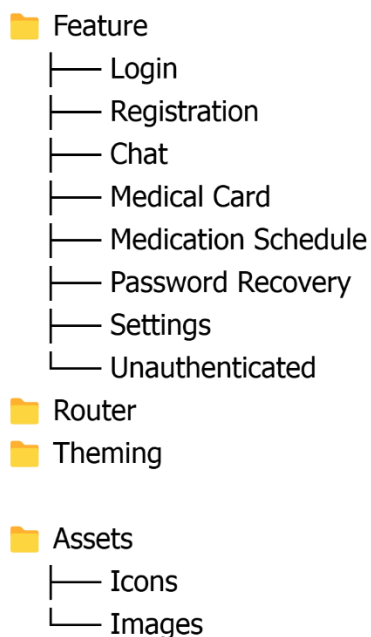 Feature
Login
Registration
Chat
Medical Card
Medication Schedule
Password Recovery
Settings
Unauthenticated
Router
Theming
Assets
Icons
Images